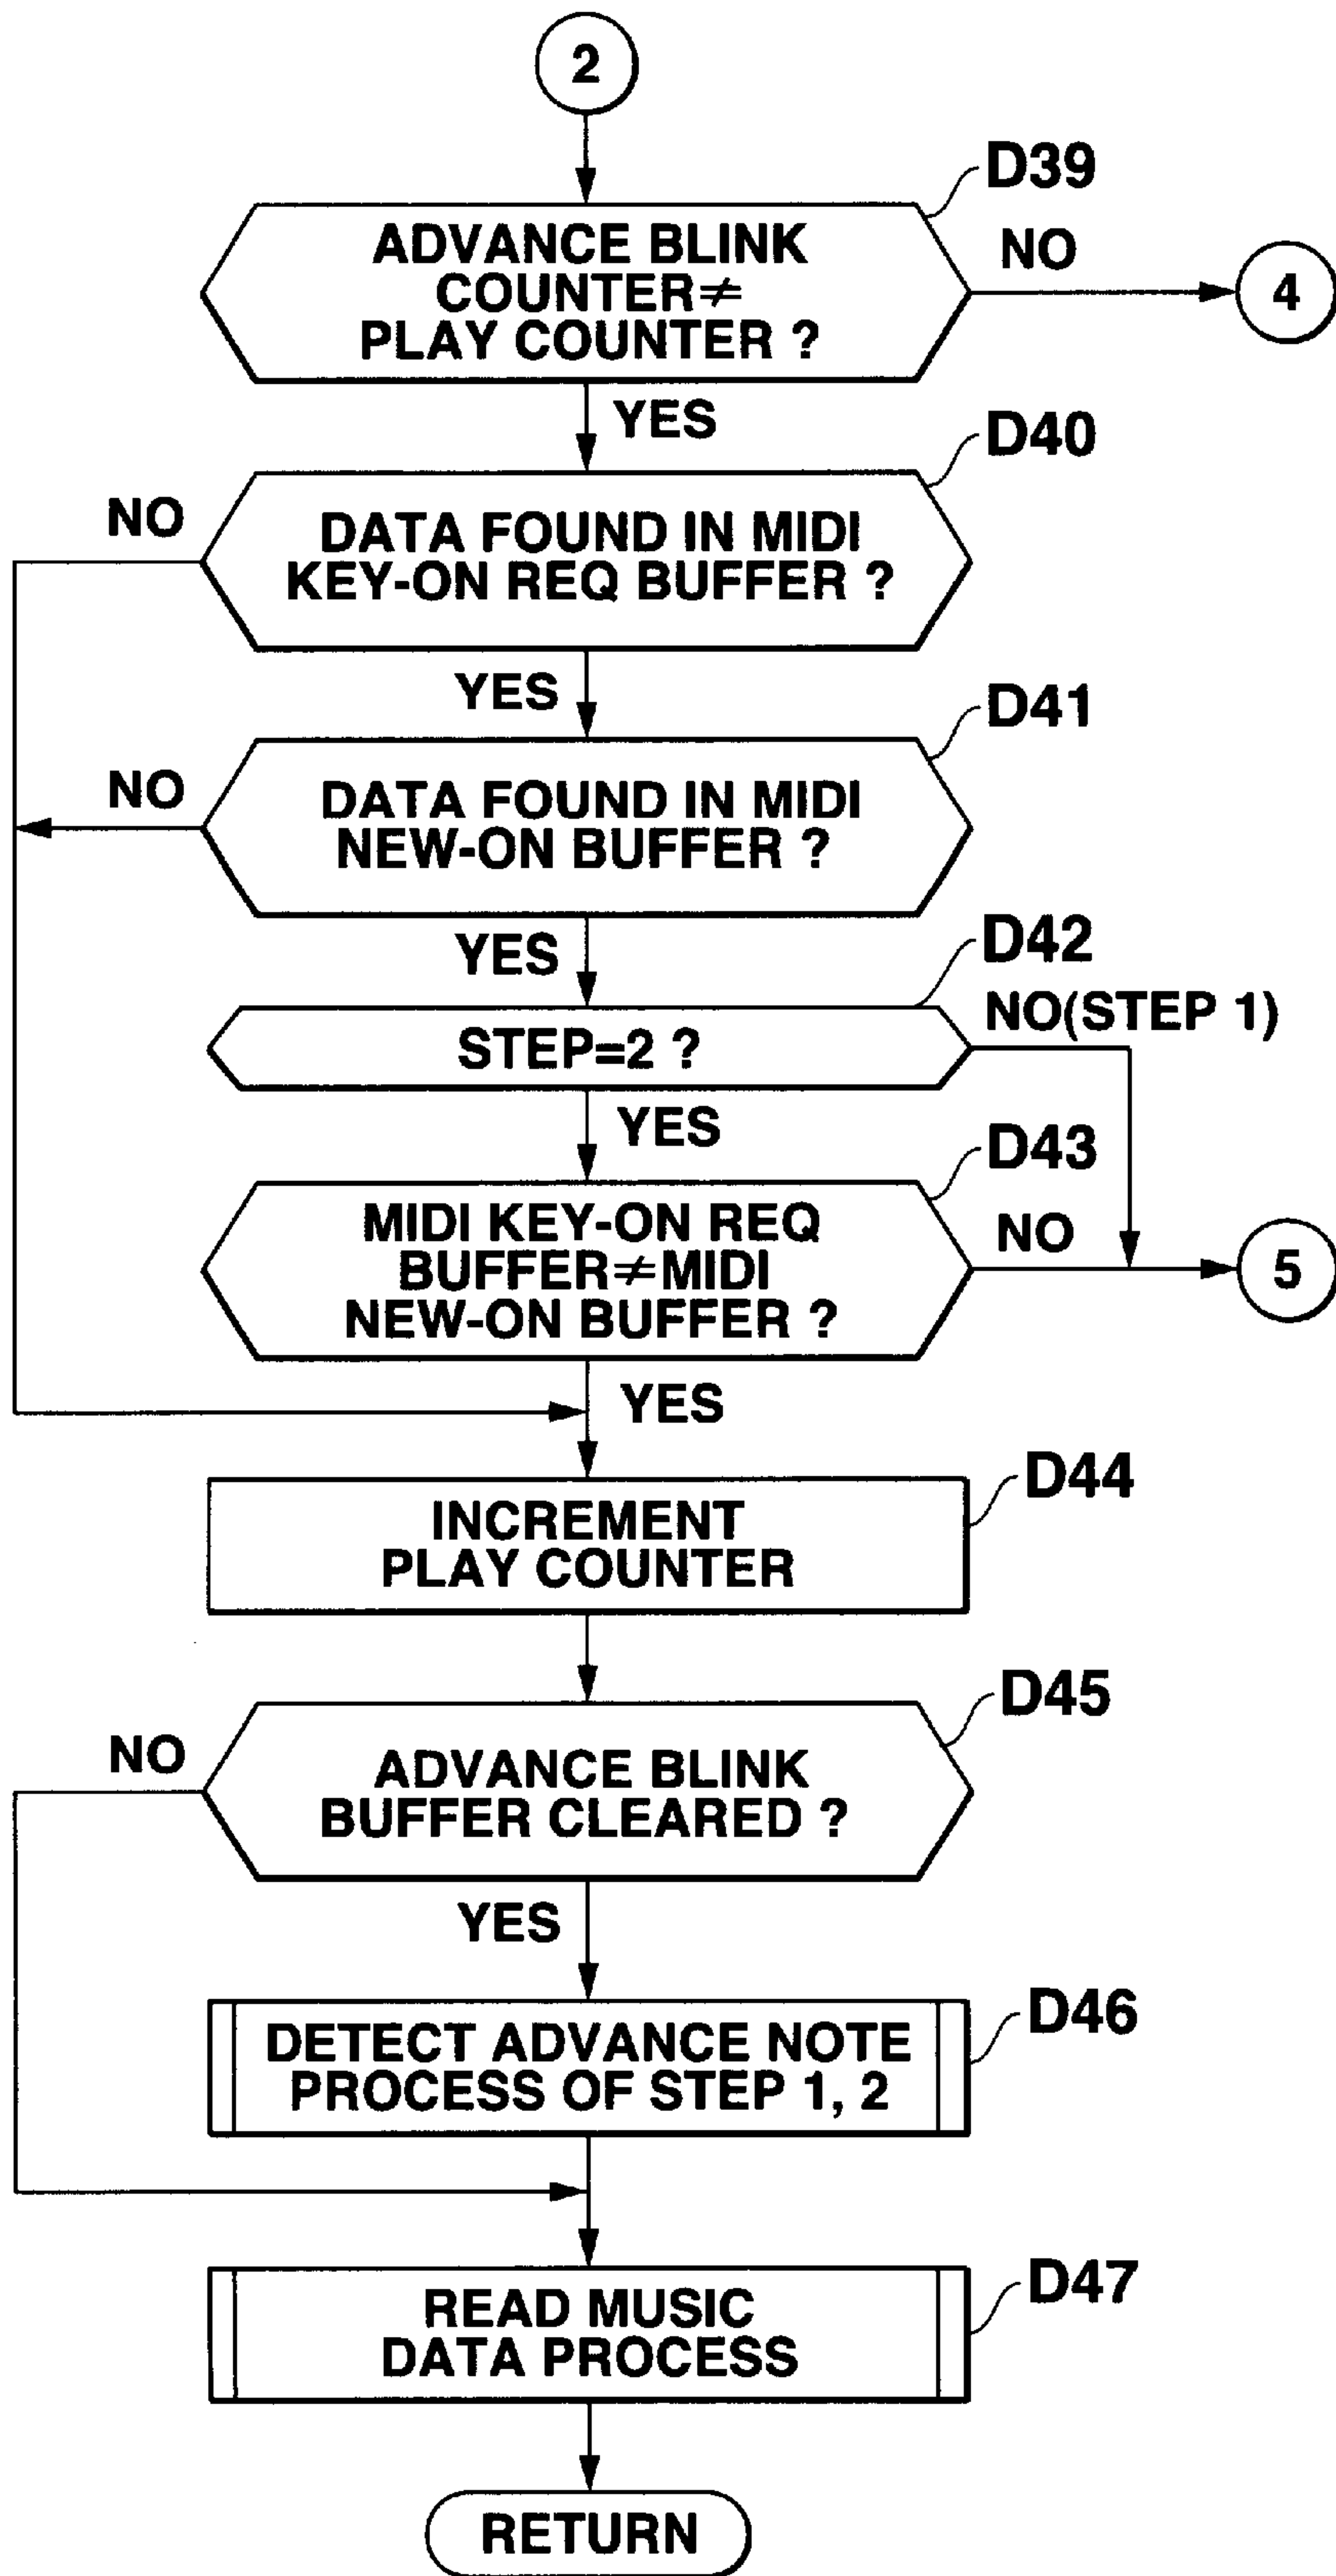 2
D39
ADVANCE BLINK
COUNTER≠
PLAY COUNTER ?
NO
4
YES
D40
NO
DATA FOUND IN MIDI
KEY-ON REQ BUFFER ?
YES
D41
NO
DATA FOUND IN MIDI
NEW-ON BUFFER ?
YES
D42
NO(STEP 1)
STEP=2 ?
YES
D43
MIDI KEY-ON REQ
BUFFER≠MIDI
NEW-ON BUFFER ?
NO
5
YES
D44
INCREMENT
PLAY COUNTER
D45
NO
ADVANCE BLINK
BUFFER CLEARED ?
YES
D46
DETECT ADVANCE NOTE
PROCESS OF STEP 1, 2
D47
READ MUSIC
DATA PROCESS
RETURN